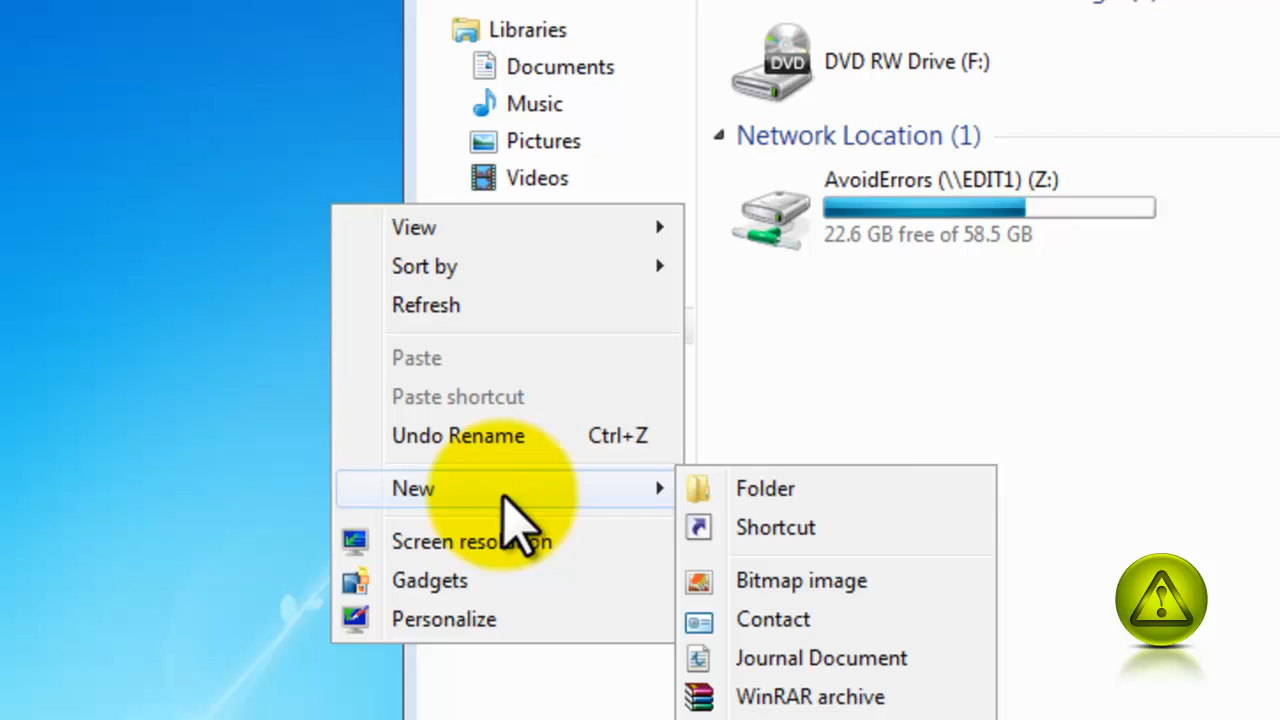 Libraries
Documents
Music
Pictures
Videos
DVD
DVD RW Drive (F:)
Network Location (1)
AvoidErrors (\\EDIT1) (Z:)
22.6 GB free of 58.5 GB
View
Sort by
Refresh
Paste
Paste shortcut
Undo Rename Ctrl+Z
New
Screen resolution
Gadgets
Personalize
Folder
Shortcut
Bitmap image
Contact
Journal Document
WinRAR archive